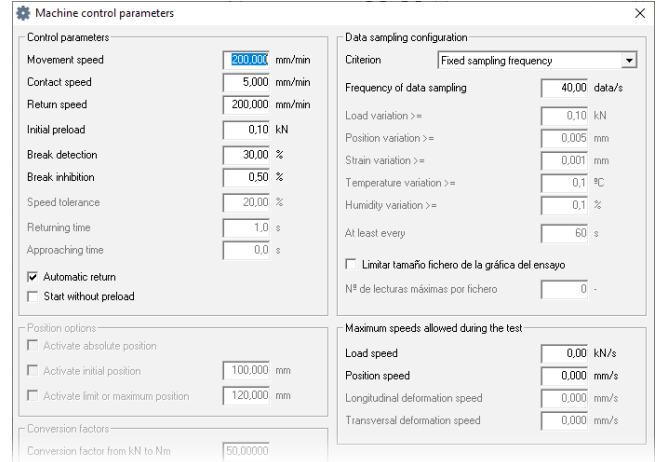 Machine control parameters
Control parameters
Movement speed 200,000 mm/min
Contact speed 5,000 mm/min
Return speed 200,000 mm/min
Initial preload 0,10 kN
Break detection 30,00 %
Break inhibition 0,50 %
Speed tolerance 20,00 %
Returning time 1,0 s
Approaching time 0,0 s
Automatic return
Start without preload
Position options
Activate absolute position
Activate initial position 100,000 mm
Activate limit or maximum position 120,000 mm
Conversion factors
Conversion factor from kN to Nm 50,00000
Data sampling configuration
Criterion Fixed sampling frequency
Frequency of data sampling 40,00 data/s
Load variation >= 0,10 kN
Position variation >= 0,005 mm
Strain variation >= 0,001 mm
Temperature variation >= 0,1 ºC
Humidity variation >= 0,1 %
At least every 60 s
Limitar tamaño fichero de la gráfica del ensayo
Nº de lecturas máximas por fichero 0 -
Maximum speeds allowed during the test
Load speed 0,00 kN/s
Position speed 0,000 mm/s
Longitudinal deformation speed 0,000 mm/s
Transversal deformation speed 0,000 mm/s